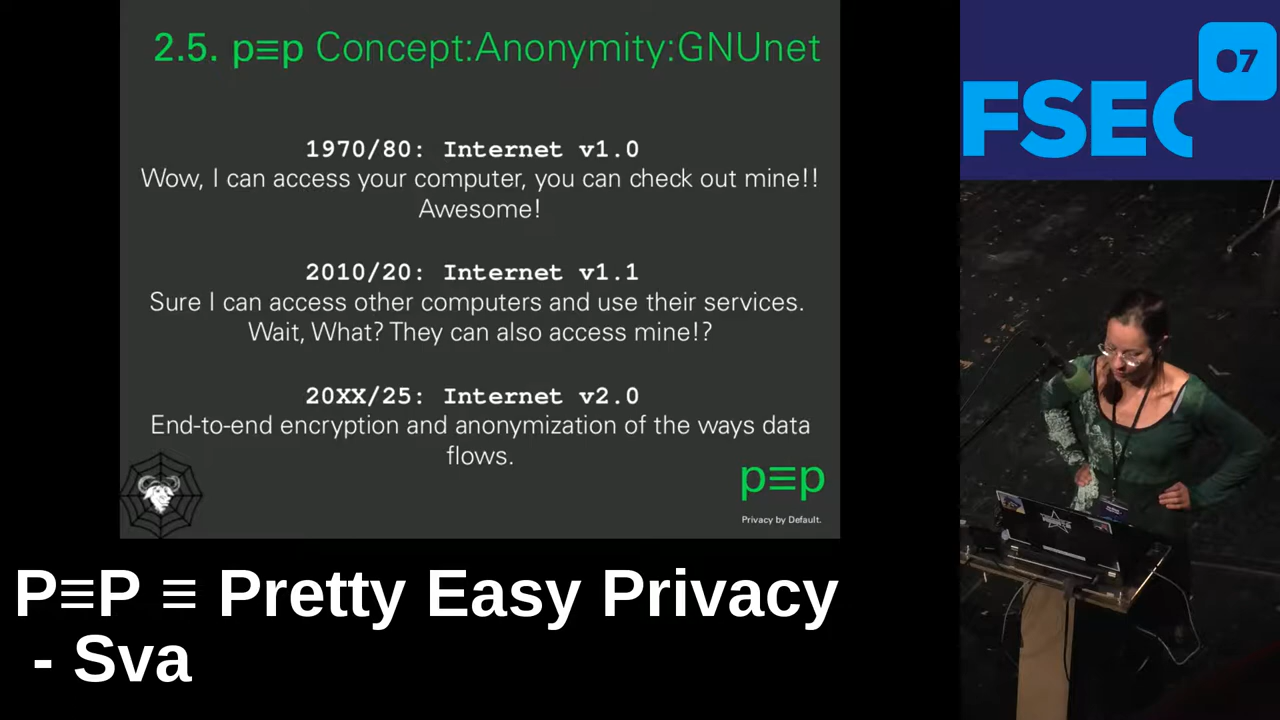 2.5. p≡p Concept:Anonymity:GNUnet
1970/80: Internet v1.0
Wow, I can access your computer, you can check out mine!!
Awesome!
2010/20: Internet v1.1
Sure I can access other computers and use their services.
Wait, What? They can also access mine!?
20XX/25: Internet v2.0
End-to-end encryption and anonymization of the ways data
flows.
p≡p
Privacy by Default.
07
FSEC
P≡P ≡ Pretty Easy Privacy
- Sva